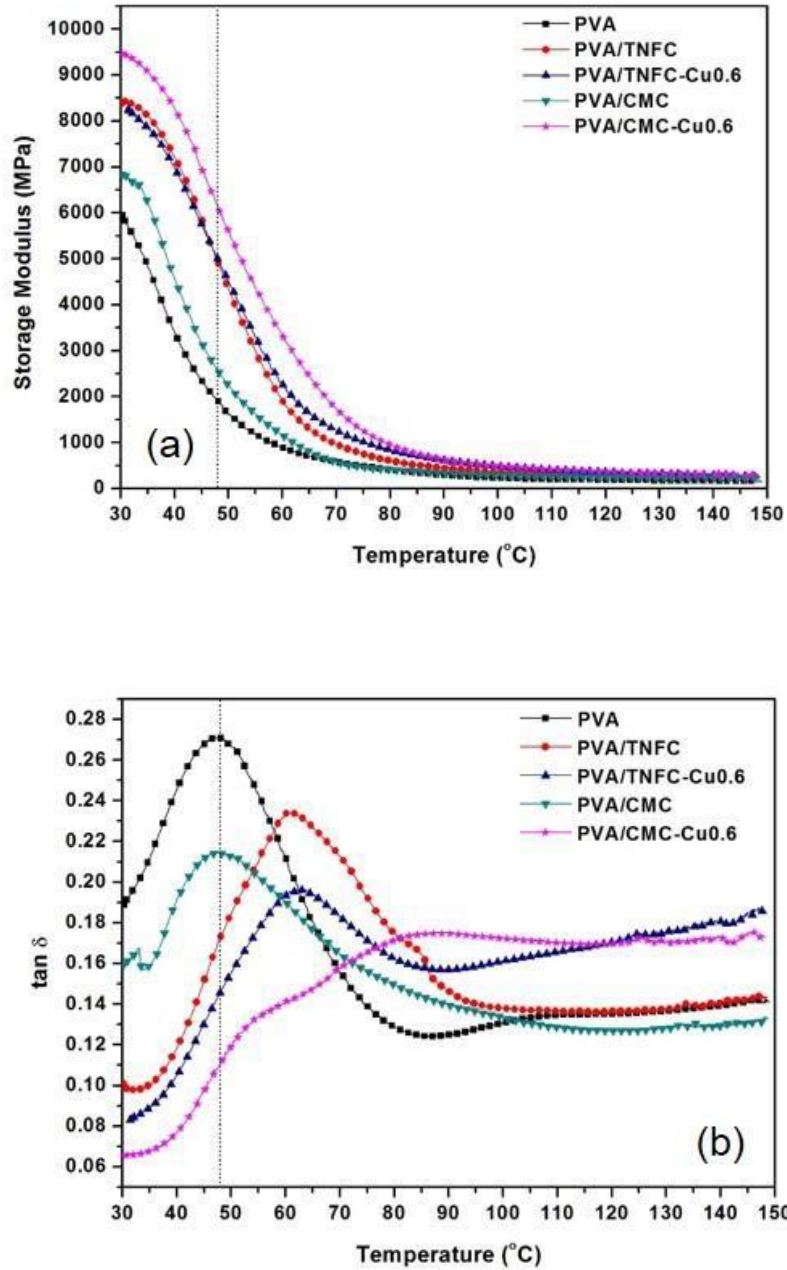 10000
9000
8000
7000
6000
5000
4000
3000
2000
1000
0
Storage Modulus (MPa)
PVA
PVA/TNFC
PVA/TNFC-Cu0.6
PVA/CMC
PVA/CMC-Cu0.6
(a)
30 40 50 60 70 80 90 100 110 120 130 140 150
Temperature (°C)
0.28
0.26
0.24
0.22
0.20
0.18
0.16
0.14
0.12
0.10
0.08
0.06
tan δ
PVA
PVA/TNFC
PVA/TNFC-Cu0.6
PVA/CMC
PVA/CMC-Cu0.6
(b)
30 40 50 60 70 80 90 100 110 120 130 140 150
Temperature (°C)